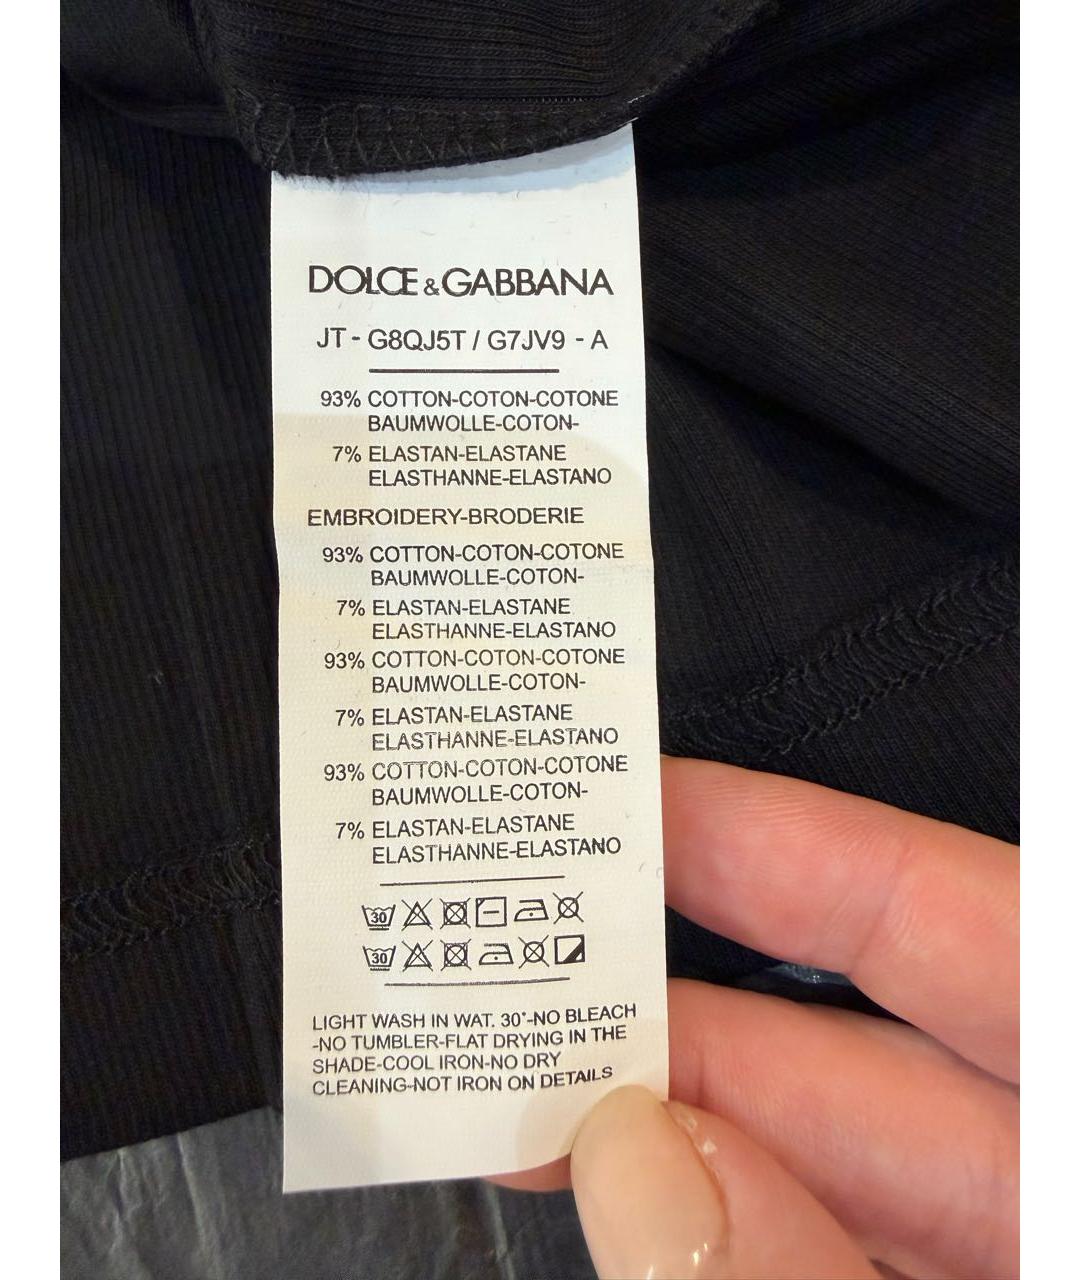 DOLCE & GABBANA
JT - G8QJ5T / G7JV9 - A
93% COTTON-COTON-COTONE
BAUMWOLLE-COTON-
7% ELASTAN-ELASTANE
ELASTHANNE-ELASTANO
EMBROIDERY-BRODERIE
93% COTTON-COTON-COTONE
BAUMWOLLE-COTON-
7% ELASTAN-ELASTANE
ELASTHANNE-ELASTANO
93% COTTON-COTON-COTONE
BAUMWOLLE-COTON-
7% ELASTAN-ELASTANE
ELASTHANNE-ELASTANO
93% COTTON-COTON-COTONE
BAUMWOLLE-COTON-
7% ELASTAN-ELASTANE
ELASTHANNE-ELASTANO
30
30
LIGHT WASH IN WAT. 30°-NO BLEACH
-NO TUMBLER-FLAT DRYING IN THE
SHADE-COOL IRON-NO DRY
CLEANING-NOT IRON ON DETAILS